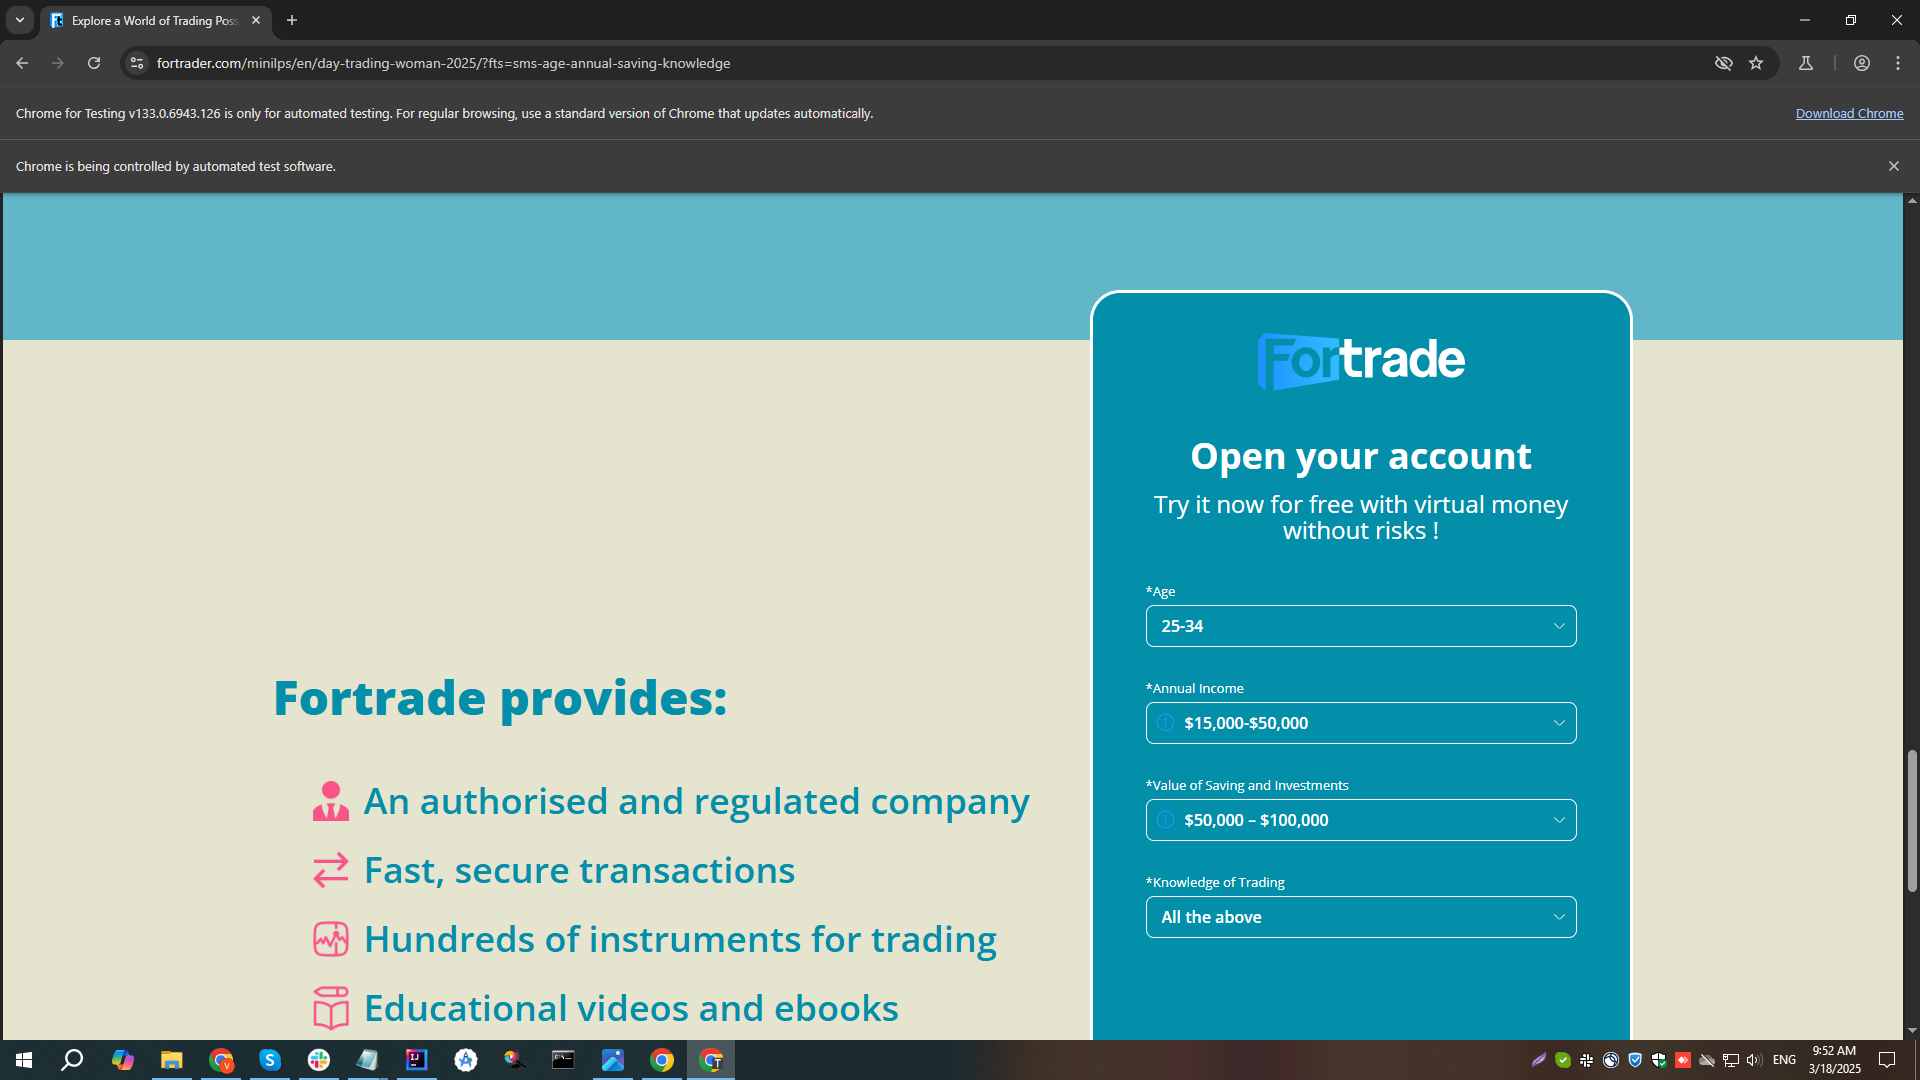 Explore a World of Trading Pos
fortrader.com/minilps/en/day-trading-woman-2025/?fts=sms-age-annual-saving-knowledge
Chrome for Testing v133.0.6943.126 is only for automated testing. For regular browsing, use a standard version of Chrome that updates automatically.
Download Chrome
Chrome is being controlled by automated test software.
Fortrade
Open your account
Try it now for free with virtual money
without risks !
*Age
25-34
*Annual Income
$15,000-$50,000
*Value of Saving and Investments
$50,000 – $100,000
*Knowledge of Trading
All the above
Fortrade provides:
An authorised and regulated company
Fast, secure transactions
Hundreds of instruments for trading
Educational videos and ebooks
ENG
9:52 AM
3/18/2025